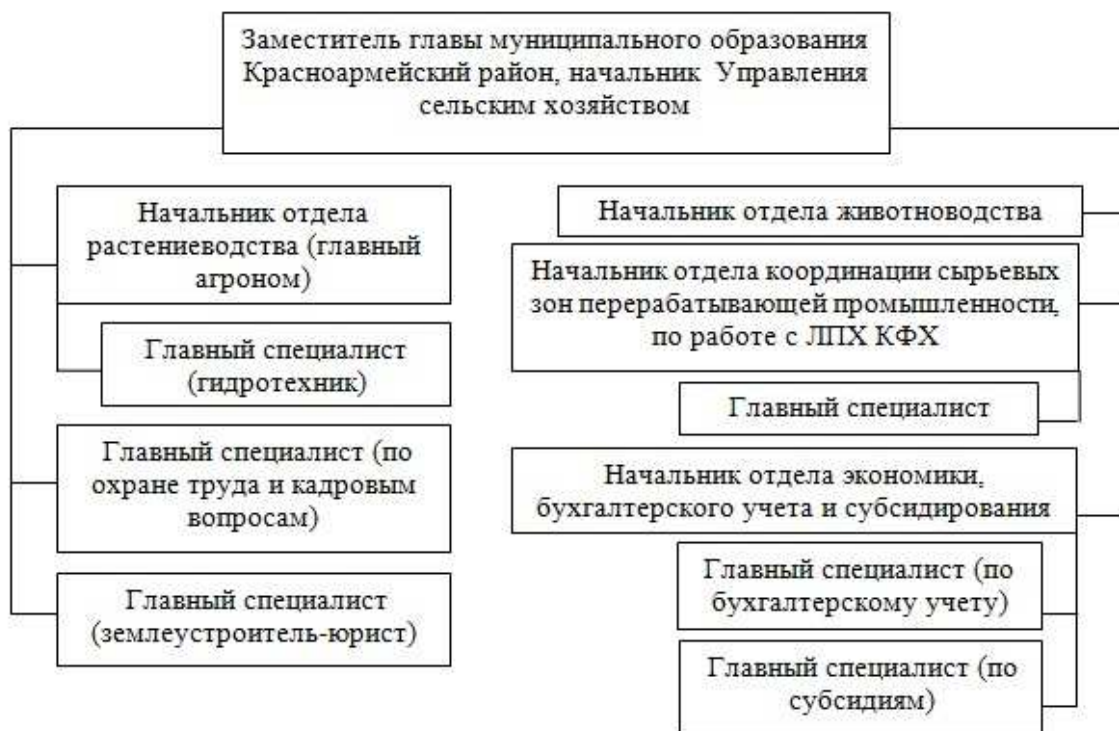 Заместитель главы муниципального образования
Красноармейский район, начальник Управления
сельским хозяйством
Начальник отдела
растениеводства (главный
агроном)
Главный специалист
(гидротехник)
Главный специалист (по
охране труда и кадровым
вопросам)
Главный специалист
(землеустроитель-юрист)
Начальник отдела животноводства
Начальник отдела координации сырьевых
зон перерабатывающей промышленности,
по работе с ЛПХ КФХ
Главный специалист
Начальник отдела экономики,
бухгалтерского учета и субсидирования
Главный специалист (по
бухгалтерскому учету)
Главный специалист (по
субсидиям)